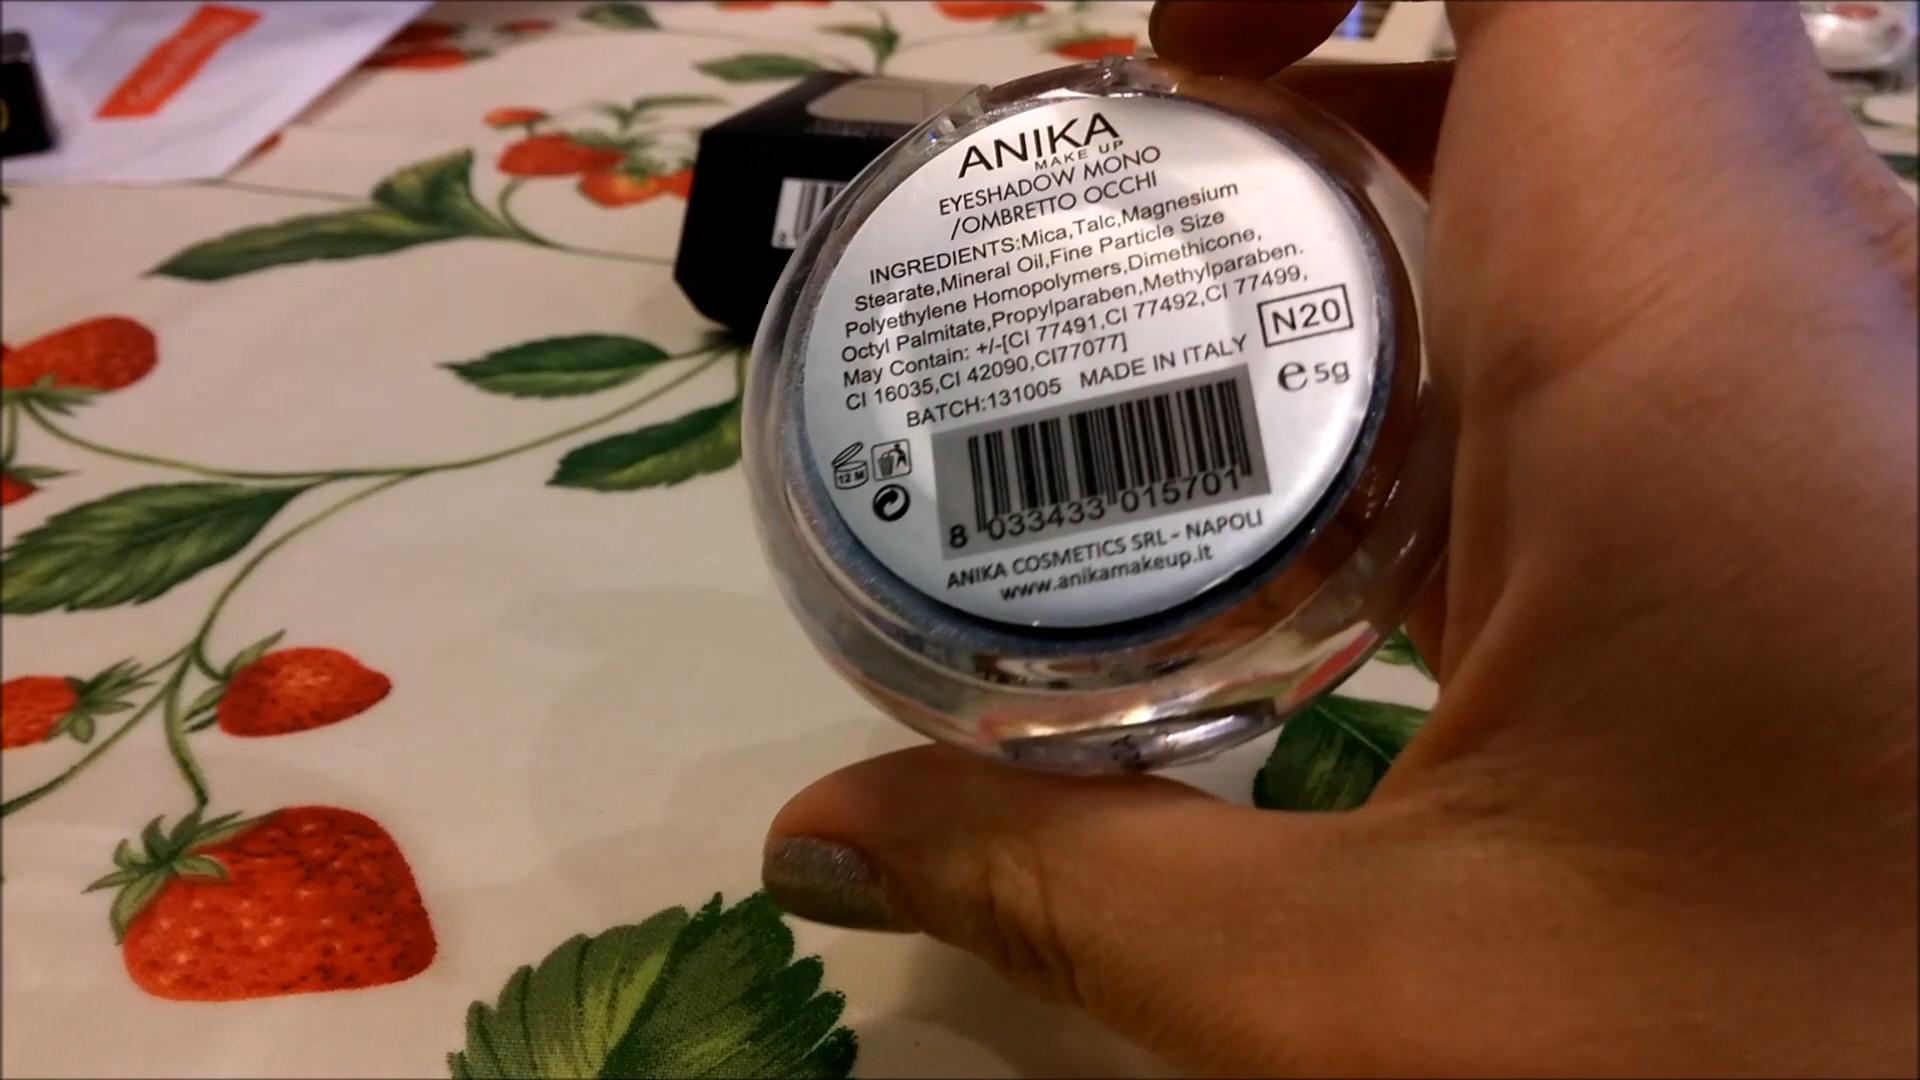 ANIKA
MAKE UP
EYESHADOW MONO
/OMBRETTO OCCHI
INGREDIENTS:Mica,Talc,Magnesium
Stearate,Mineral Oil,Fine Particle Size
Polyethylene Homopolymers,Dimethicone,
Octyl Palmitate,Propylparaben,Methylparaben.
May Contain: +/-[CI 77491,CI 77492,CI 77499,
CI 16035,CI 42090,CI77077]
N20
BATCH:131005 MADE IN ITALY
e 5g
12 M
8 033433 015701
ANIKA COSMETICS SRL - NAPOLI
www.anikamakeup.it